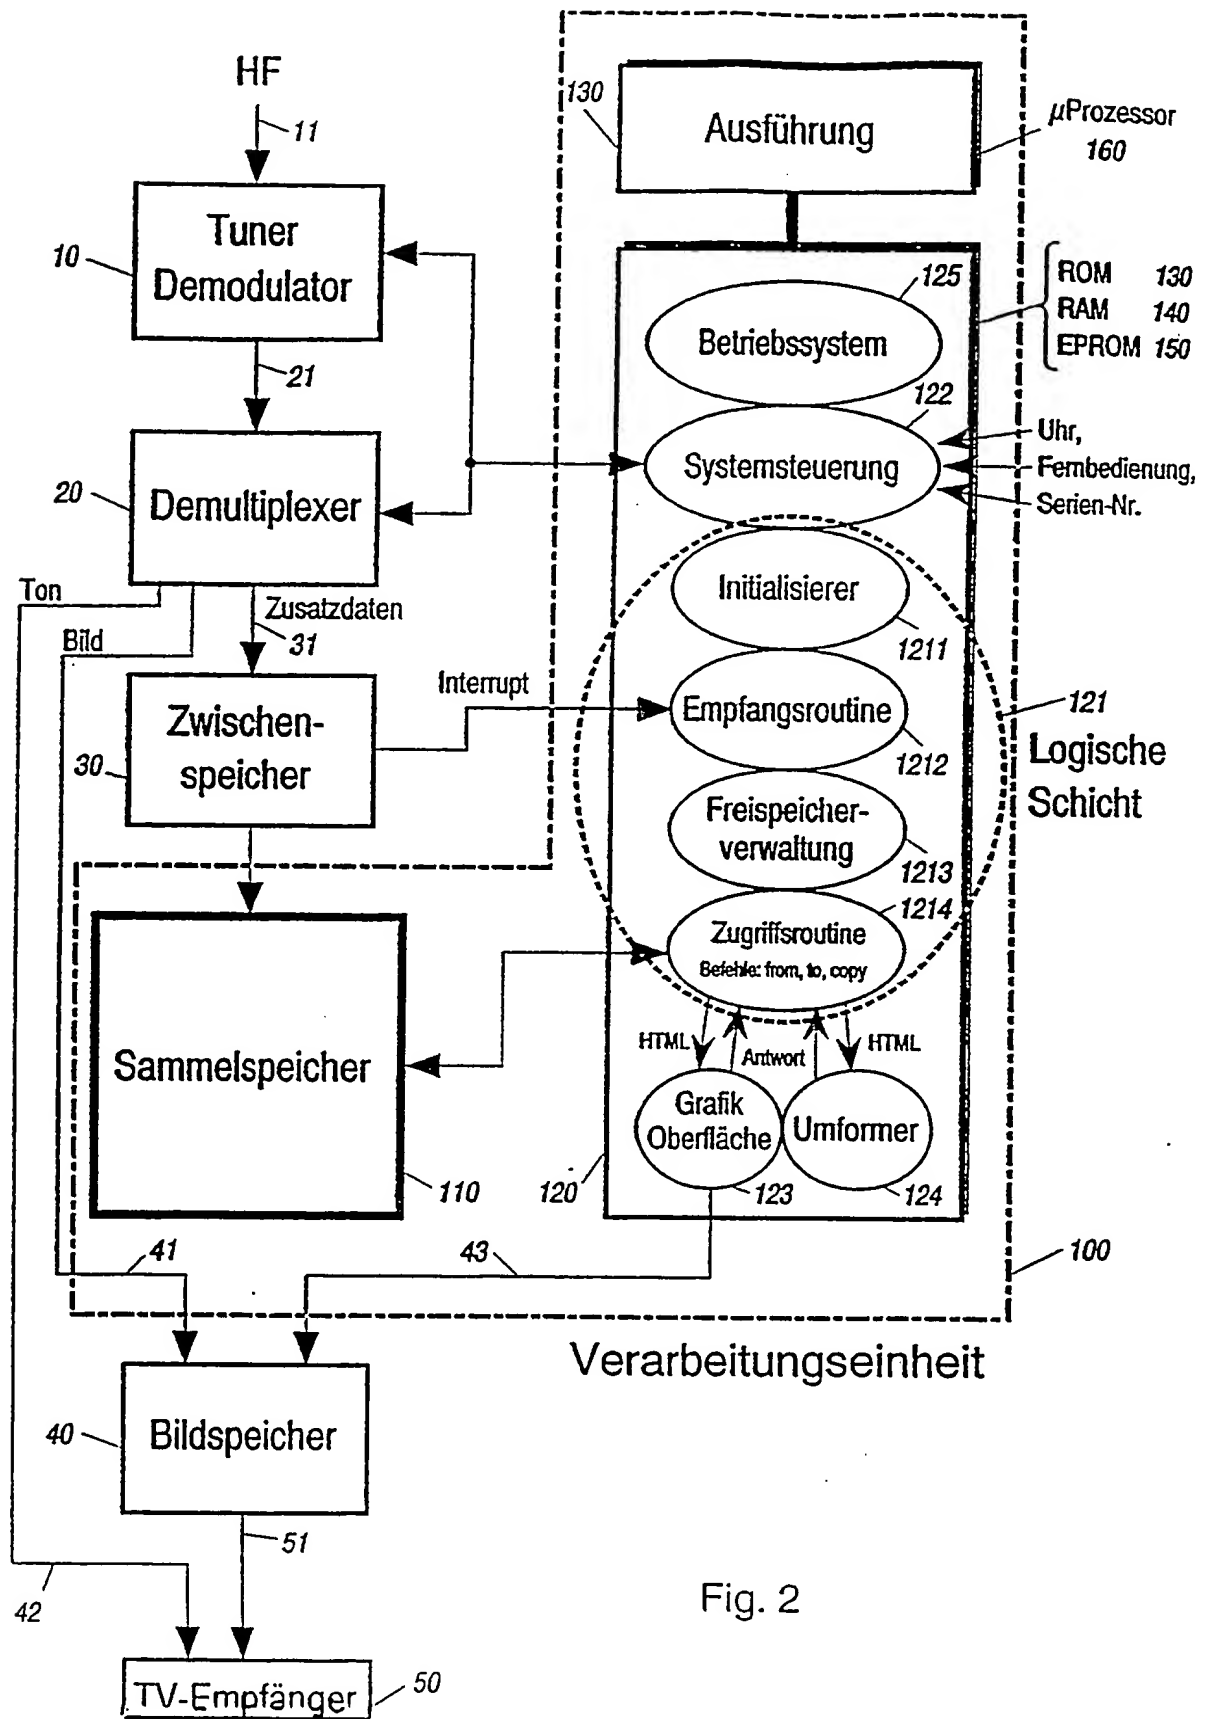 HF
11
Tuner
Demodulator
10
21
Demultiplexer
20
Ton
Bild
Zusatzdaten
31
Zwischen-
speicher
30
Interrupt
Sammelspeicher
110
41
43
Bildspeicher
40
51
42
TV-Empfänger
50
130
Ausführung
µProzessor
160
125
Betriebssystem
ROM 130
RAM 140
EPROM 150
122
Systemsteuerung
Uhr,
Fernbedienung,
Serien-Nr.
Initialisierer
1211
Empfangsroutine
1212
121
Logische
Schicht
Freispeicher-
verwaltung
1213
1214
Zugriffsroutine
Befehle: from, to, copy
HTML
Antwort
HTML
Grafik
Oberfläche
Umformer
120
123
124
100
Verarbeitungseinheit
Fig. 2